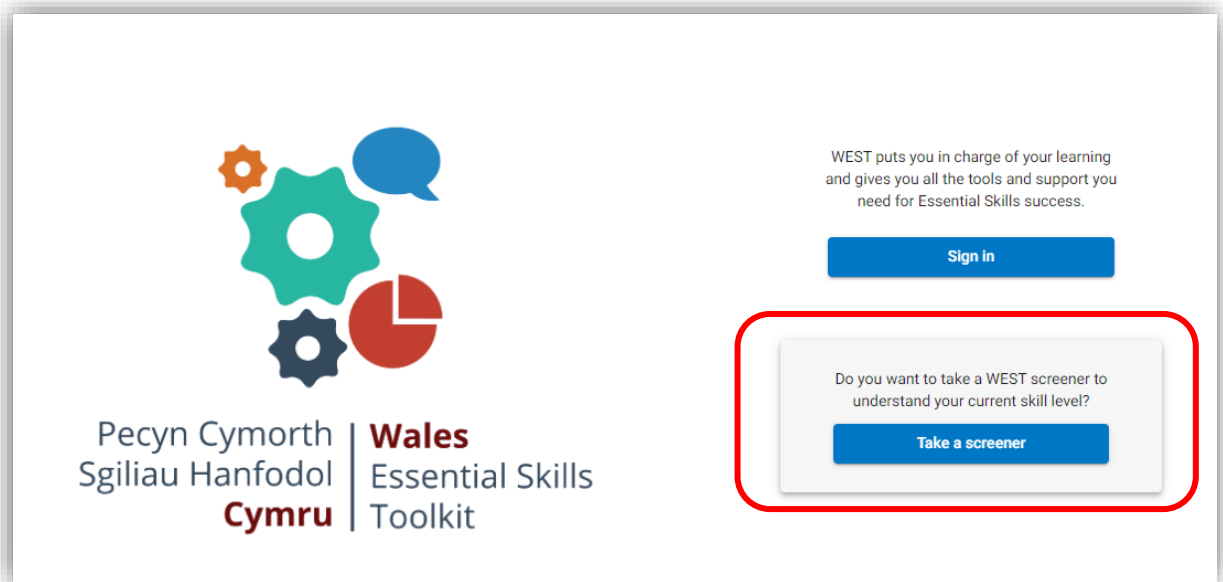 WEST puts you in charge of your learning
and gives you all the tools and support you
need for Essential Skills success.
Sign in
Do you want to take a WEST screener to
understand your current skill level?
Take a screener
Pecyn Cymorth
Sgiliau Hanfodol
Cymru
Wales
Essential Skills
Toolkit